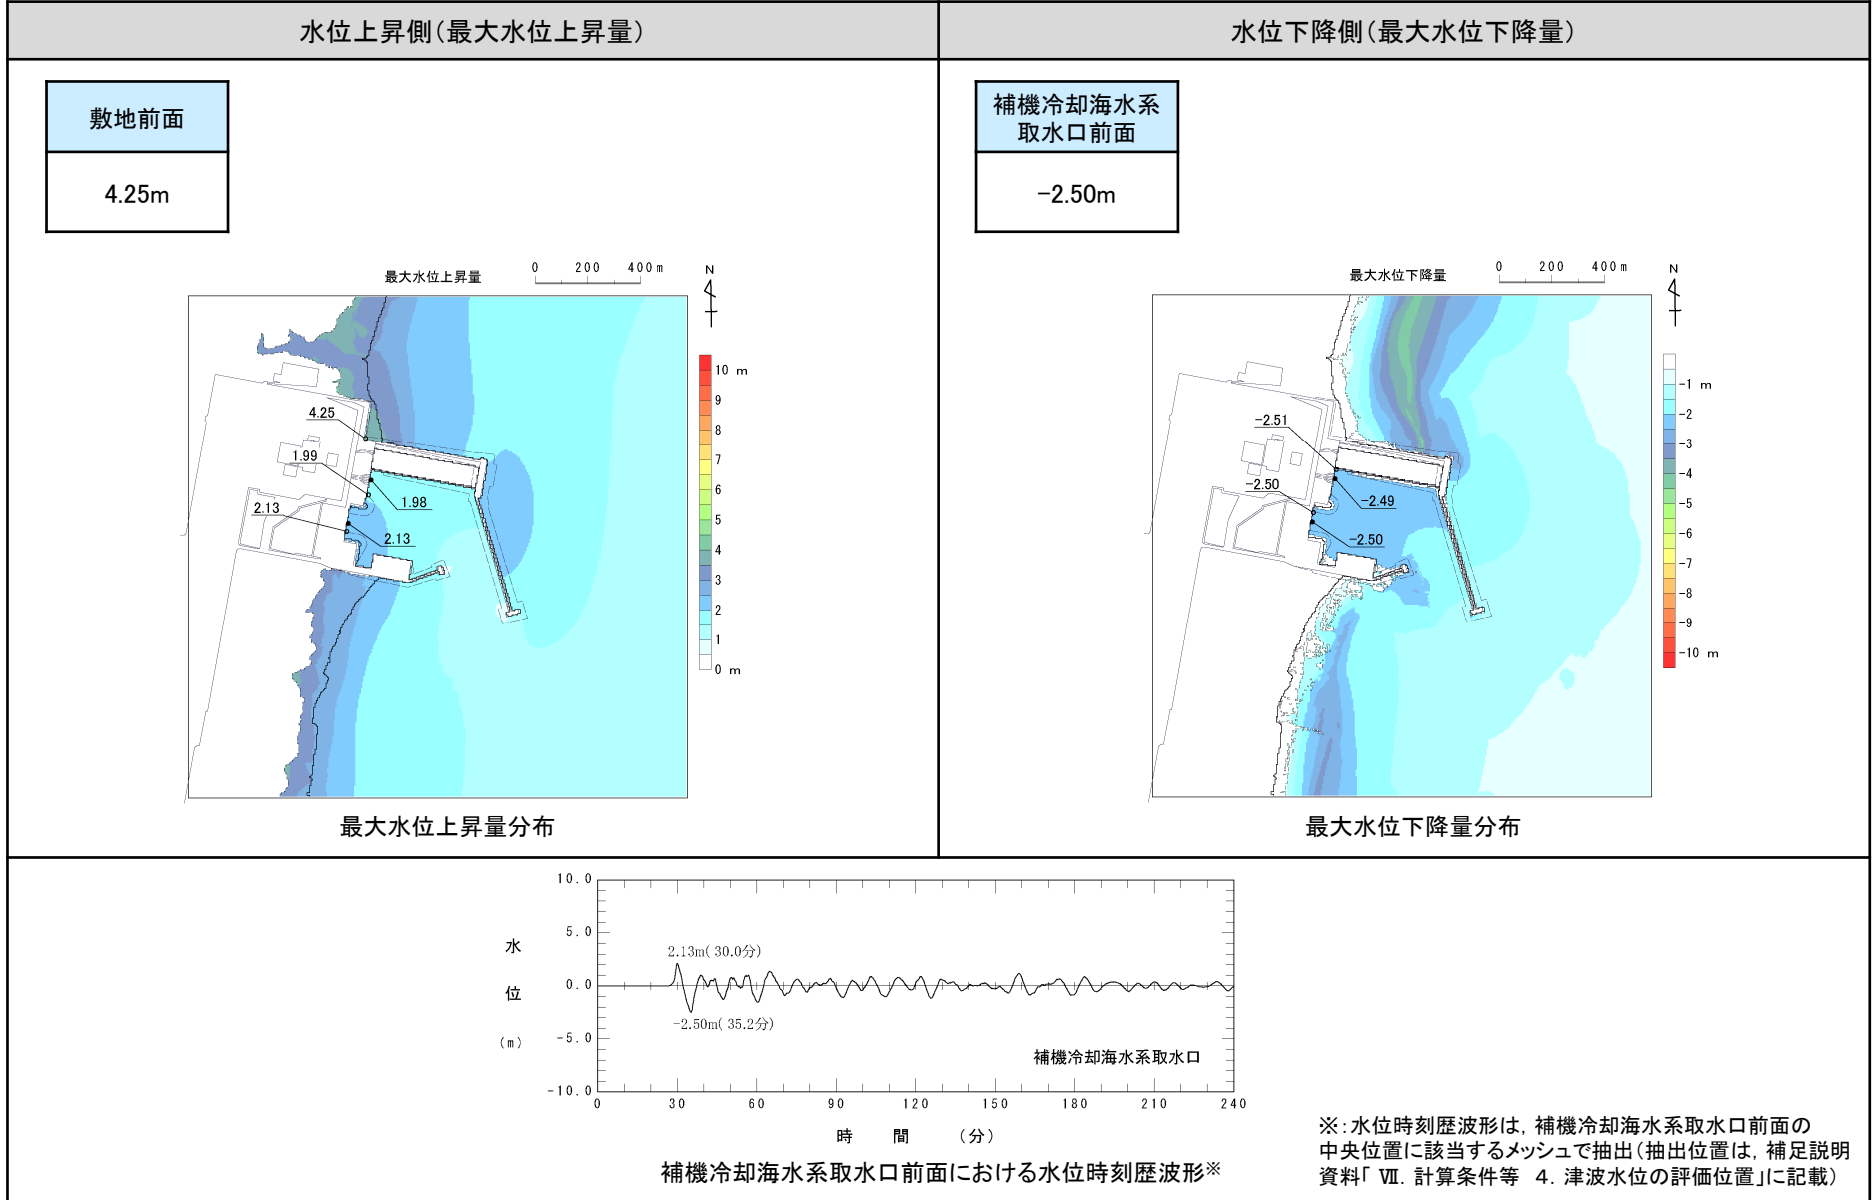 水位上昇側(最大水位上昇量)
水位下降側(最大水位下降量)
敷地前面
4.25m
補機冷却海水系
取水口前面
-2.50m
最大水位上昇量
0 200 400m
N
4.25
1.99
1.98
2.13
2.13
10 m
9
8
7
6
5
4
3
2
1
0 m
最大水位上昇量分布
最大水位下降量
0 200 400m
N
-2.51
-2.50
-2.49
-2.50
-1 m
-2
-3
-4
-5
-6
-7
-8
-9
-10 m
最大水位下降量分布
10.0
5.0
0.0
-5.0
-10.0
水位(m)
2.13m( 30.0分)
-2.50m( 35.2分)
補機冷却海水系取水口
0 30 60 90 120 150 180 210 240
時 間 (分)
補機冷却海水系取水口前面における水位時刻歴波形※
※:水位時刻歴波形は, 補機冷却海水系取水口前面の
中央位置に該当するメッシュで抽出(抽出位置は, 補足説明
資料「 Ⅶ. 計算条件等 4. 津波水位の評価位置」に記載)